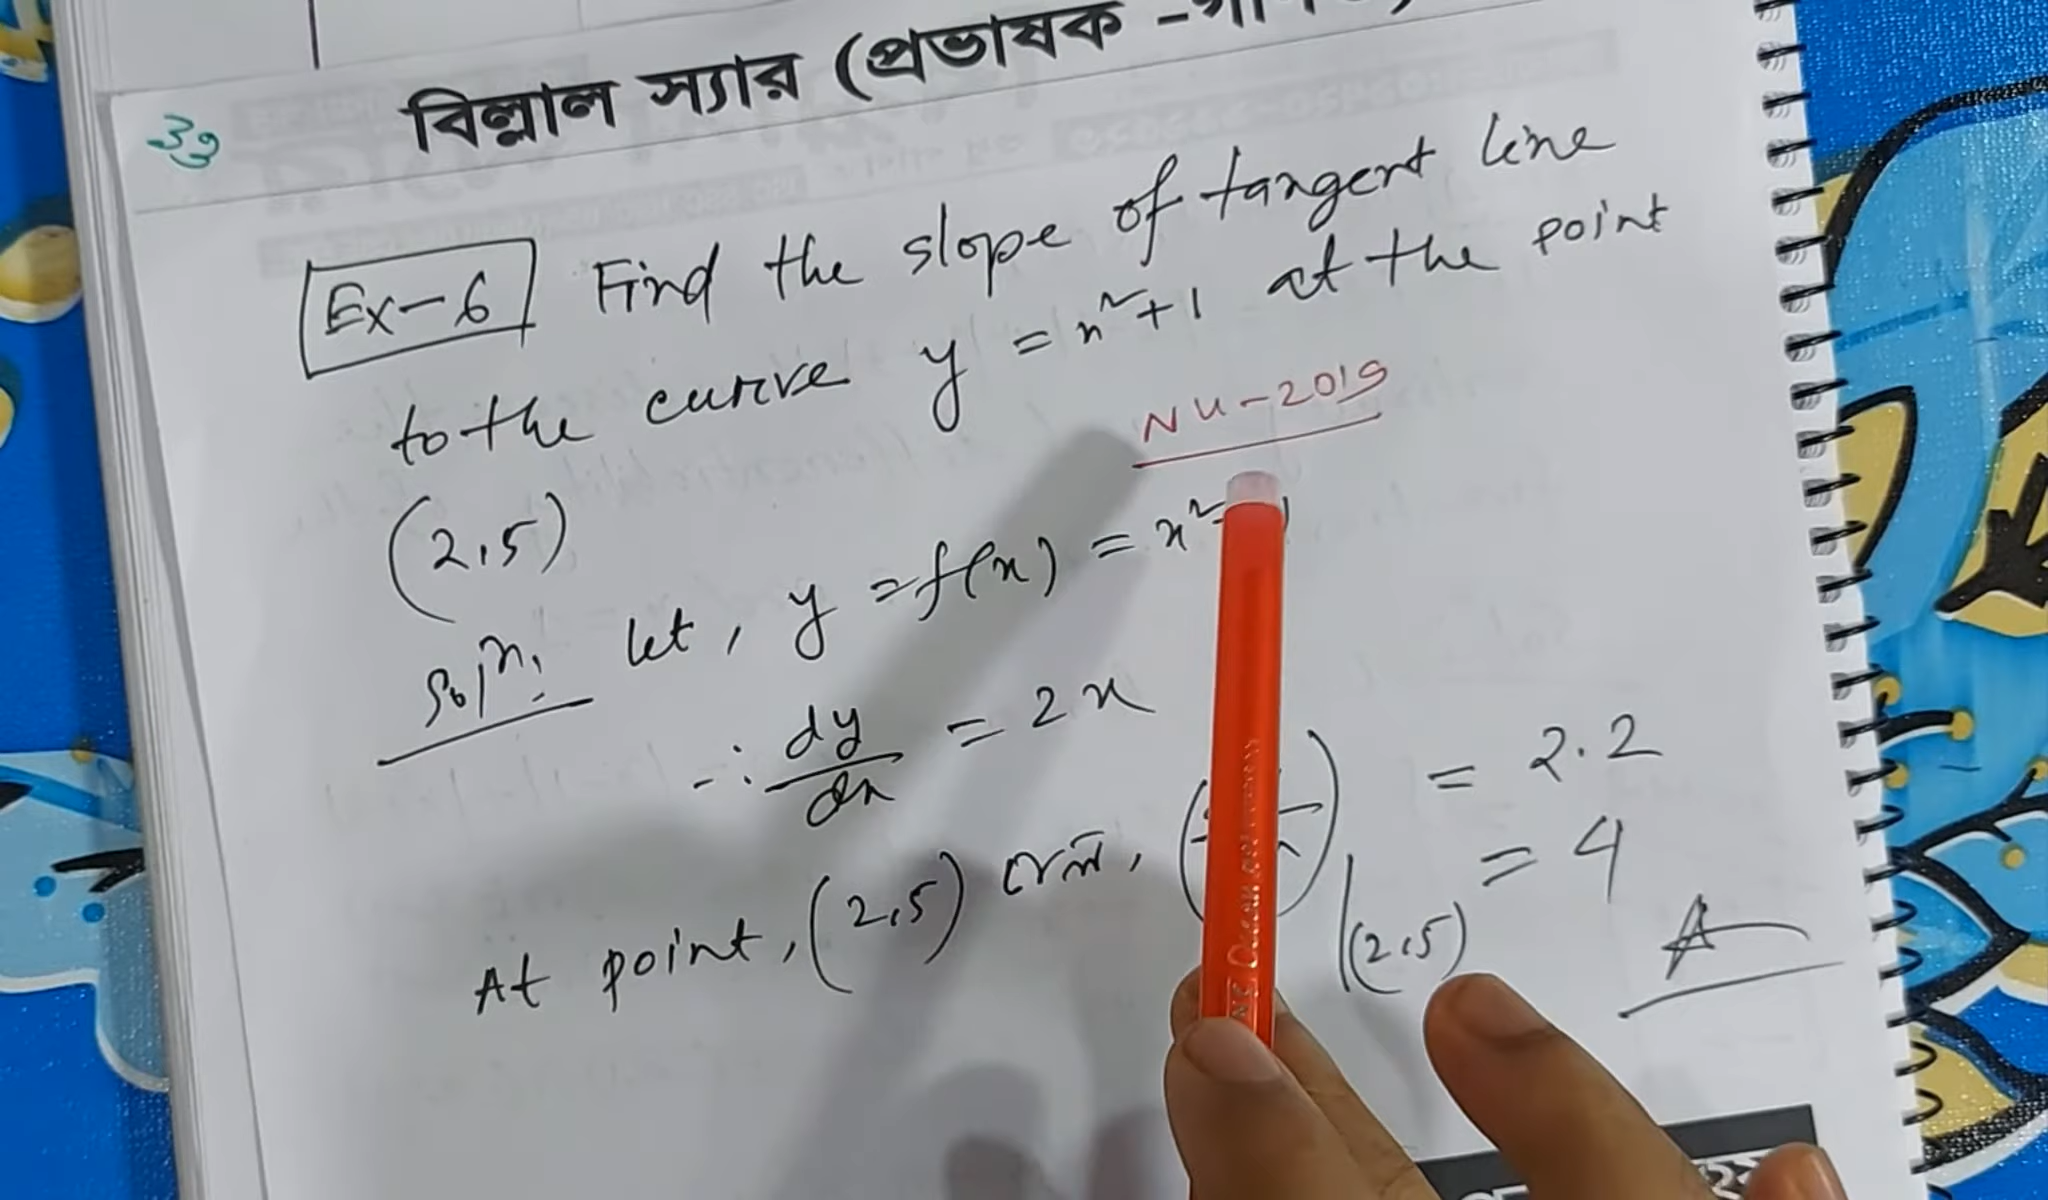 33
বিল্লাল স্যার (প্রভাষক -
Ex-6 Find the slope of tangent line
to the curve y = x²+1 at the point
NU-2019
(2,5)
Solⁿ: let, y = f(x) = x²
∴ dy/dx = 2x
At point, (2,5) তে, ( )|(2,5) = 2.2
= 4